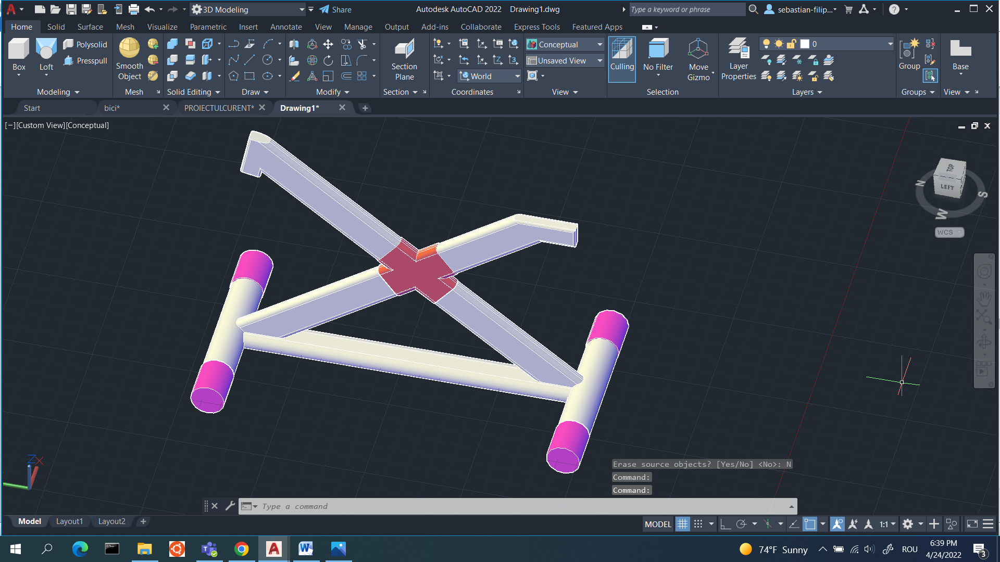 3D Modeling
Share
Autodesk AutoCAD 2022 Drawing1.dwg
Type a keyword or phrase
sebastian-filip...
Home Solid Surface Mesh Visualize Parametric Insert Annotate View Manage Output Add-ins Collaborate Express Tools Featured Apps
Box
Loft
Polysolid
Presspull
Modeling
Smooth
Object
Mesh
Solid Editing
Draw
Modify
Section
Plane
Section
World
Coordinates
Conceptual
Unsaved View
View
Culling
No Filter
Move
Gizmo
Selection
Layer
Properties
0
Layers
Group
Groups
Base
View
Start
bici*
PROIECTULCURENT*
Drawing1*
[−][Custom View][Conceptual]
TOP
LEFT
N
S
W
WCS
Z
X
Erase source objects? [Yes/No] <No>: N
Command:
Command:
Type a command
Model Layout1 Layout2
MODEL
1:1
74°F Sunny
ROU
6:39 PM
4/24/2022
3